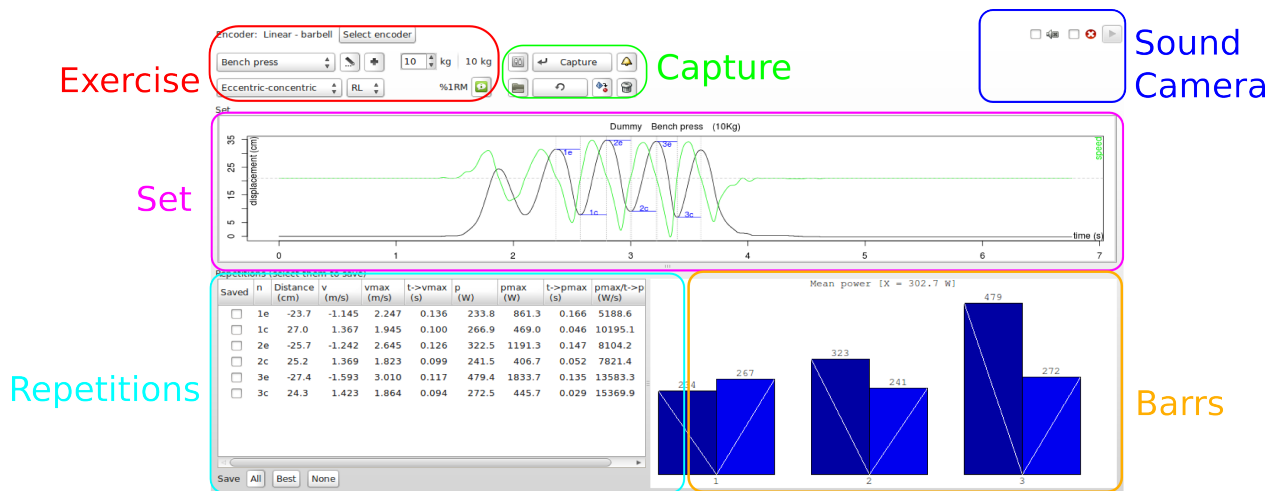 Encoder: Linear - barbell Select encoder
Bench press 10 kg 10 kg Capture
Eccentric-concentric RL %1RM
Exercise
Capture
Sound
Camera
Set
Dummy Bench press (10Kg)
displacement (cm)
35
25
15
5
0
speed
1e 2e 3e
1c 2c 3c
time (s)
0 1 2 3 4 5 6 7
Set
Repetitions (select them to save)
Saved n Distance (cm) v (m/s) vmax (m/s) t->vmax (s) p (W) pmax (W) t->pmax (s) pmax/t->p (W/s)
1e -23.7 -1.145 2.247 0.136 233.8 861.3 0.166 5188.6
1c 27.0 1.367 1.945 0.100 266.9 469.0 0.046 10195.1
2e -25.7 -1.242 2.645 0.126 322.5 1191.3 0.147 8104.2
2c 25.2 1.369 1.823 0.099 241.5 406.7 0.052 7821.4
3e -27.4 -1.593 3.010 0.117 479.4 1833.7 0.135 13583.3
3c 24.3 1.423 1.864 0.094 272.5 445.7 0.029 15369.9
Save All Best None
Repetitions
Mean power [X = 302.7 W]
234 267 323 241 479 272
1 2 3
Barrs